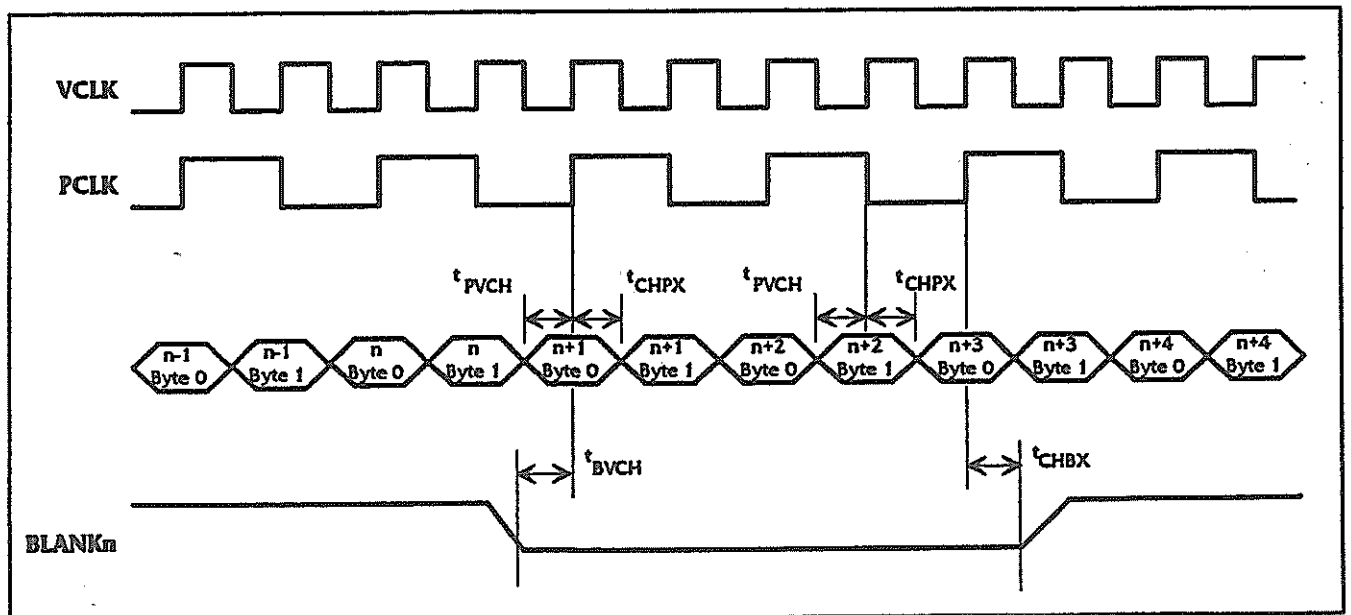 VCLK
PCLK
tPVCH tCHPX tPVCH tCHPX
n-1 n-1 n n n+1 n+1 n+2 n+2 n+3 n+3 n+4 n+4
Byte 0 Byte 1 Byte 0 Byte 1 Byte 0 Byte 1 Byte 0 Byte 1 Byte 0 Byte 1 Byte 0 Byte 1
tBVCH tCHBX
BLANKn